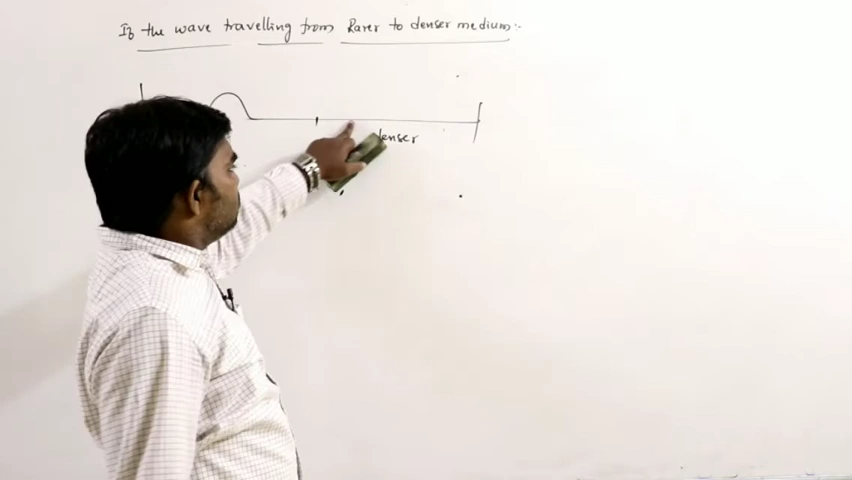 If the wave travelling from Rarer to denser medium:-
denser